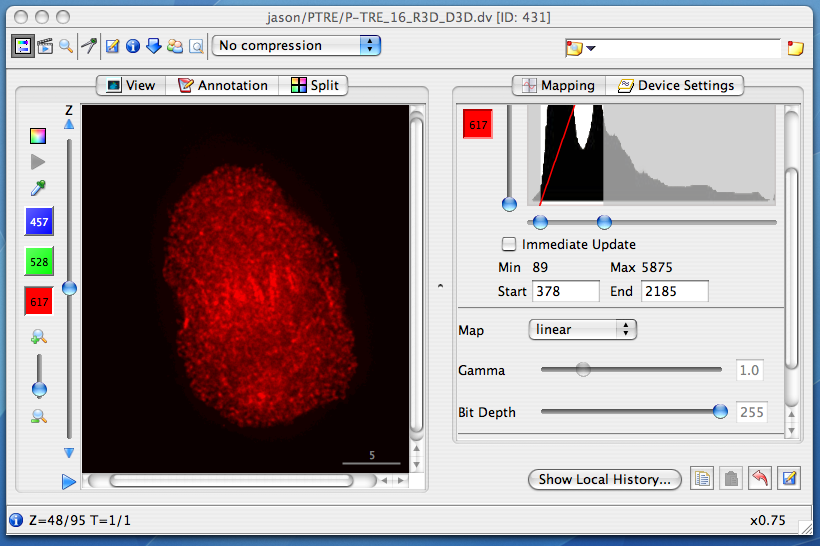 jason/PTRE/P-TRE_16_R3D_D3D.dv [ID: 431]
No compression
View Annotation Split
Mapping Device Settings
Z
617
457
528
617
Immediate Update
Min 89 Max 5875
Start 378 End 2185
Map linear
Gamma 1.0
Bit Depth 255
5
Show Local History...
Z=48/95 T=1/1 x0.75